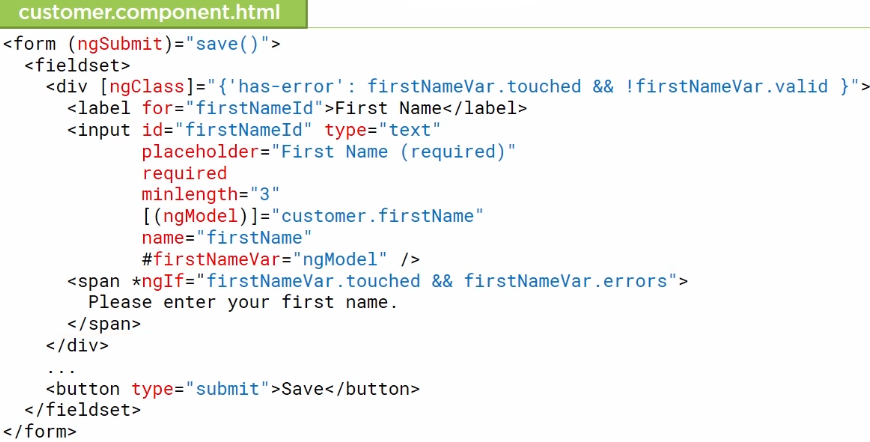 customer.component.html
<form (ngSubmit)="save()">
  <fieldset>
    <div [ngClass]="{'has-error': firstNameVar.touched && !firstNameVar.valid }">
      <label for="firstNameId">First Name</label>
      <input id="firstNameId" type="text"
             placeholder="First Name (required)"
             required
             minlength="3"
             [(ngModel)]="customer.firstName"
             name="firstName"
             #firstNameVar="ngModel" />
      <span *ngIf="firstNameVar.touched && firstNameVar.errors">
        Please enter your first name.
      </span>
    </div>
    ...
    <button type="submit">Save</button>
  </fieldset>
</form>